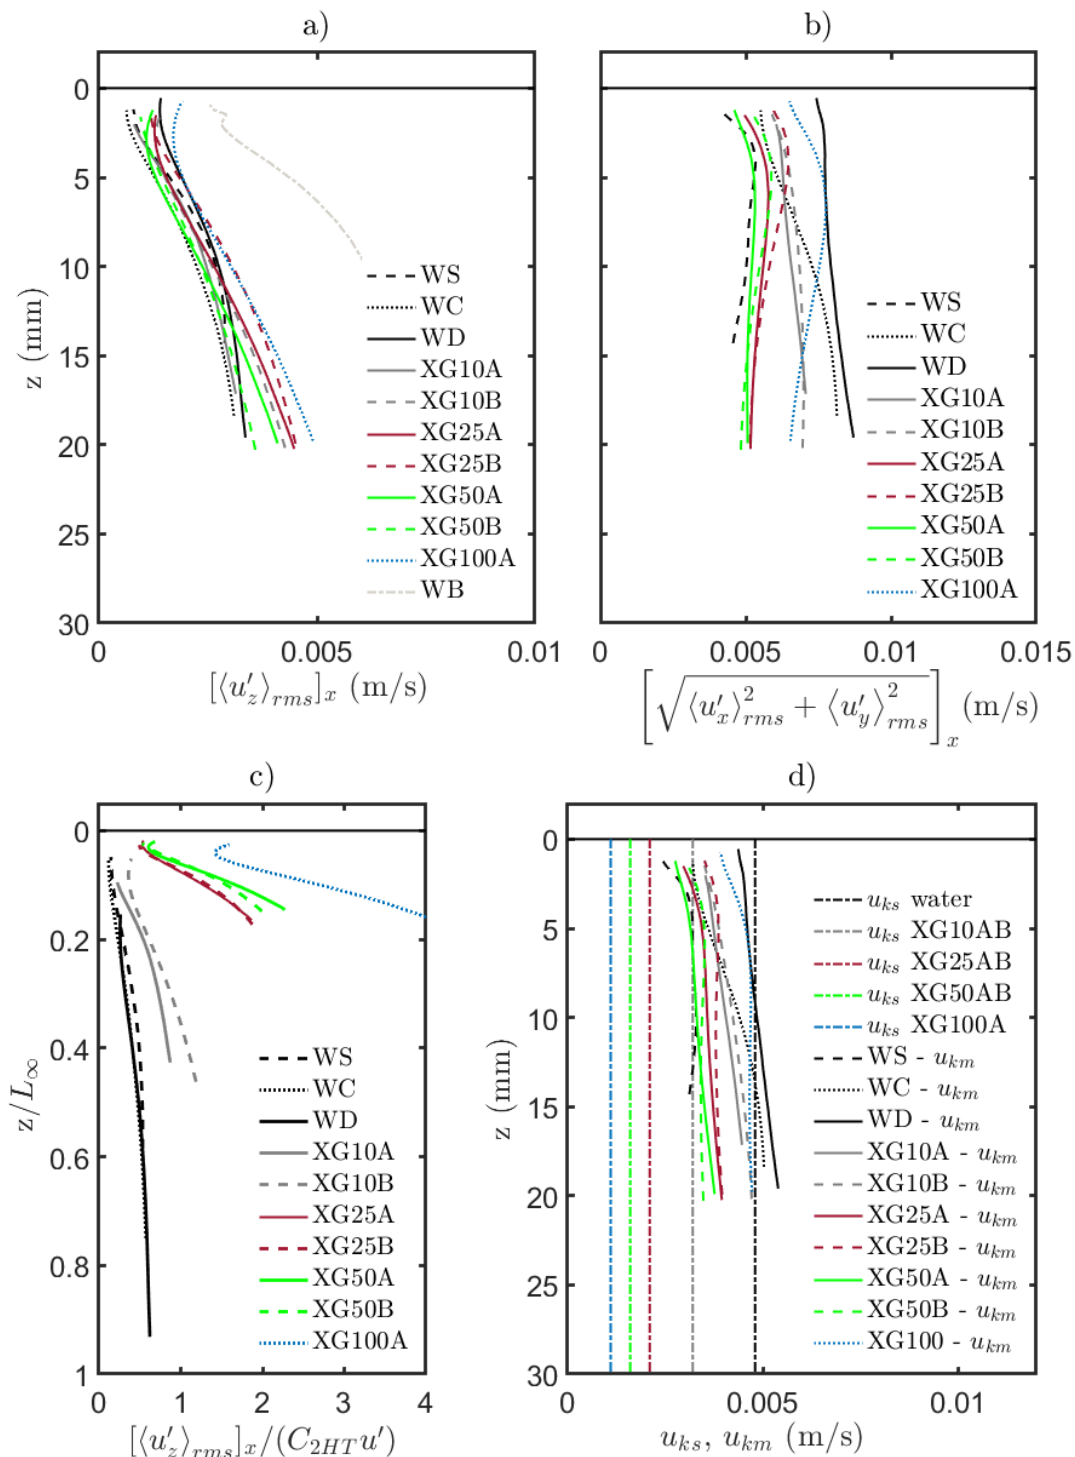 a)
0
5
10
15
20
25
30
z (mm)
WS
WC
WD
XG10A
XG10B
XG25A
XG25B
XG50A
XG50B
XG100A
WB
0
0.005
0.01
[⟨u′z⟩rms]x (m/s)
b)
WS
WC
WD
XG10A
XG10B
XG25A
XG25B
XG50A
XG50B
XG100A
0
0.005
0.01
0.015
[√⟨u′x⟩²rms + ⟨u′y⟩²rms]x (m/s)
c)
0
0.2
0.4
0.6
0.8
1
z/L∞
WS
WC
WD
XG10A
XG10B
XG25A
XG25B
XG50A
XG50B
XG100A
0
1
2
3
4
[⟨u′z⟩rms]x/(C2HT u′)
d)
0
5
10
15
20
25
30
z (mm)
uks water
uks XG10AB
uks XG25AB
uks XG50AB
uks XG100A
WS - ukm
WC - ukm
WD - ukm
XG10A - ukm
XG10B - ukm
XG25A - ukm
XG25B - ukm
XG50A - ukm
XG50B - ukm
XG100 - ukm
0
0.005
0.01
uks, ukm (m/s)